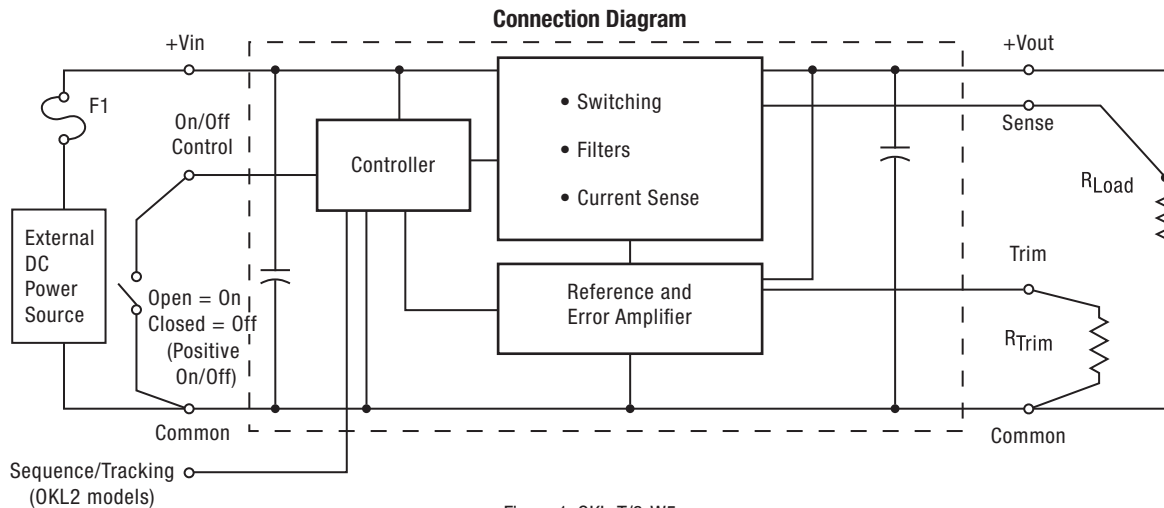 Connection Diagram
+Vin
+Vout
F1
On/Off
Control
Controller
• Switching
• Filters
• Current Sense
Sense
RLoad
External
DC
Power
Source
Open = On
Closed = Off
(Positive
On/Off)
Reference and
Error Amplifier
Trim
RTrim
Common
Common
Sequence/Tracking
(OKL2 models)